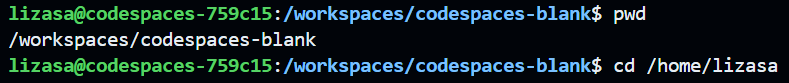 lizasa@codespaces-759c15:/workspaces/codespaces-blank$ pwd
/workspaces/codespaces-blank
lizasa@codespaces-759c15:/workspaces/codespaces-blank$ cd /home/lizasa